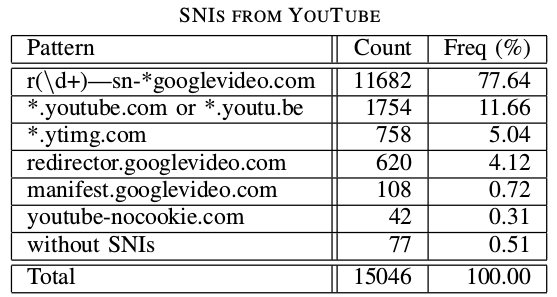 SNIS FROM YOUTUBE
Pattern Count Freq (%)
r(\d+)—sn-*googlevideo.com 11682 77.64
*.youtube.com or *.youtu.be 1754 11.66
*.ytimg.com 758 5.04
redirector.googlevideo.com 620 4.12
manifest.googlevideo.com 108 0.72
youtube-nocookie.com 42 0.31
without SNIs 77 0.51
Total 15046 100.00